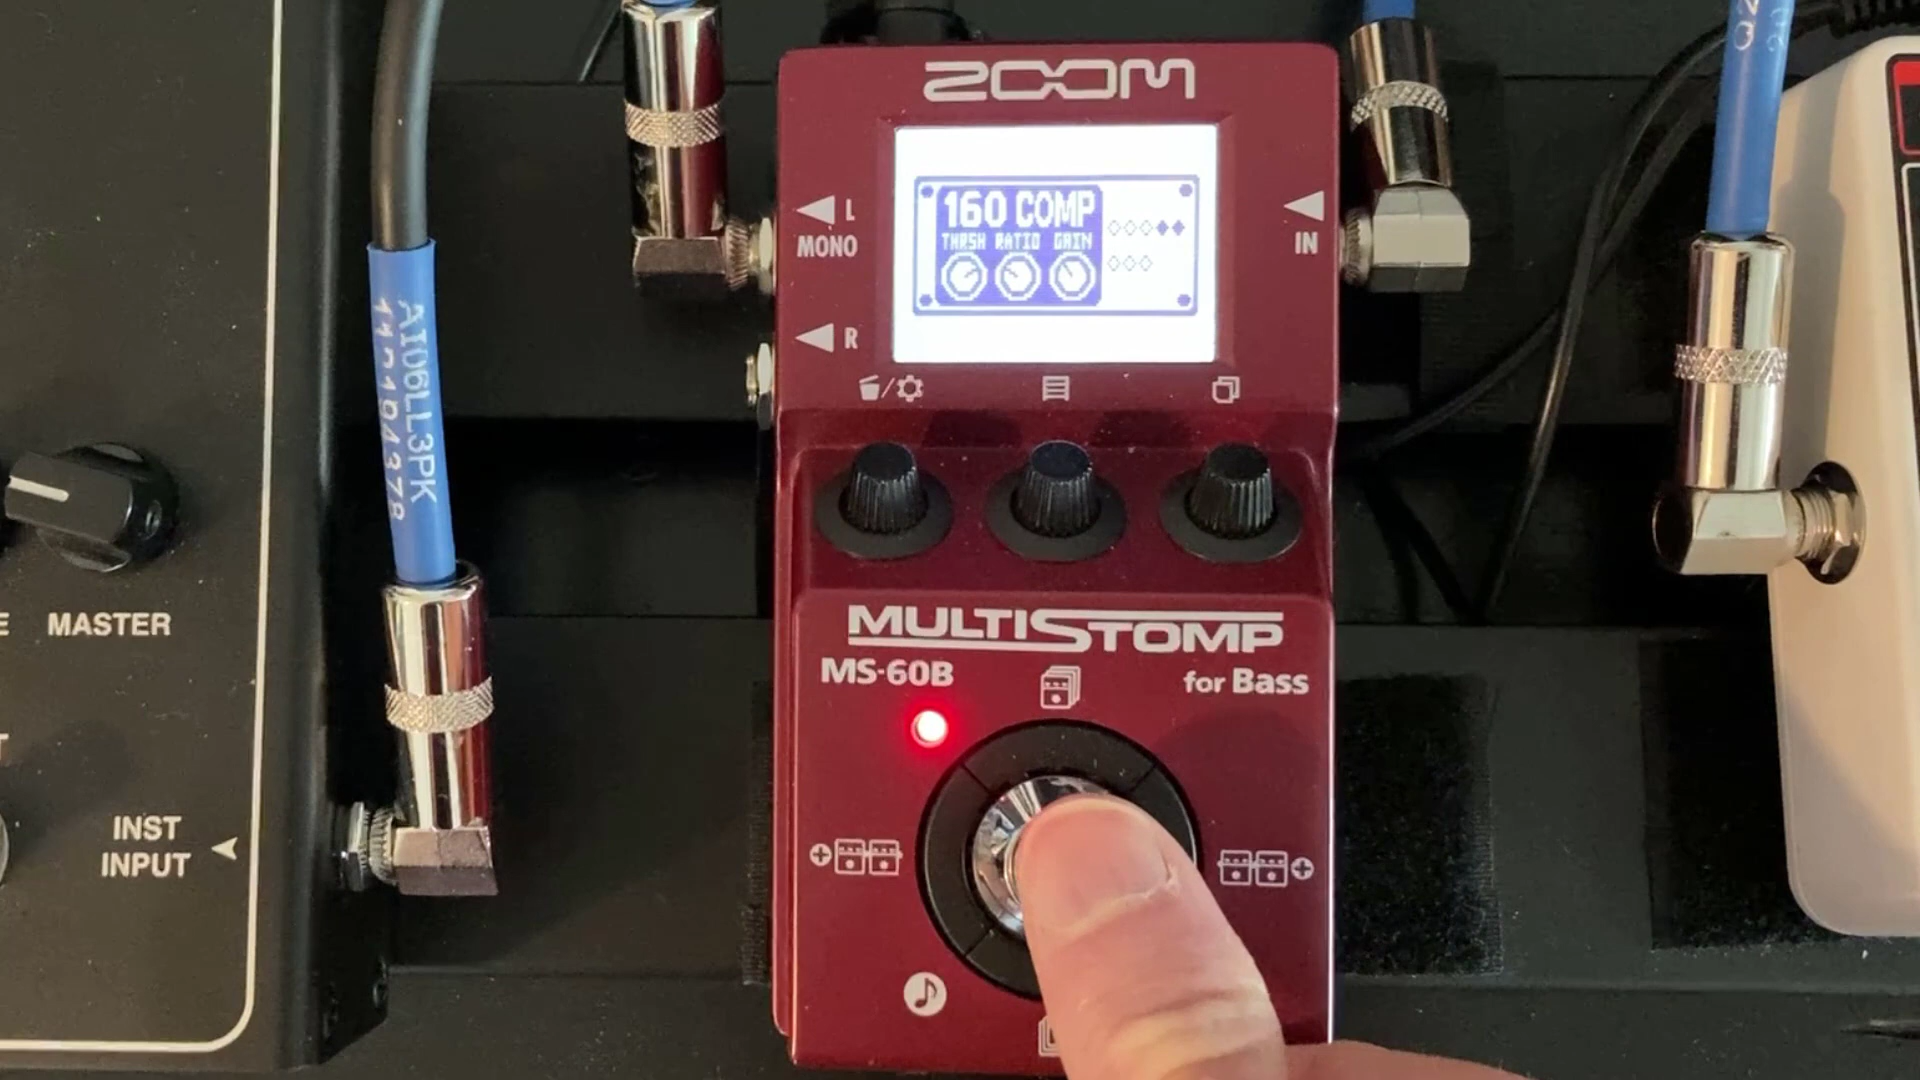 ZOOM
160 COMP
THRSH RATIO GAIN
L
MONO
R
IN
MULTISTOMP
MS-60B
for Bass
AI06LL3PK
MASTER
INST
INPUT